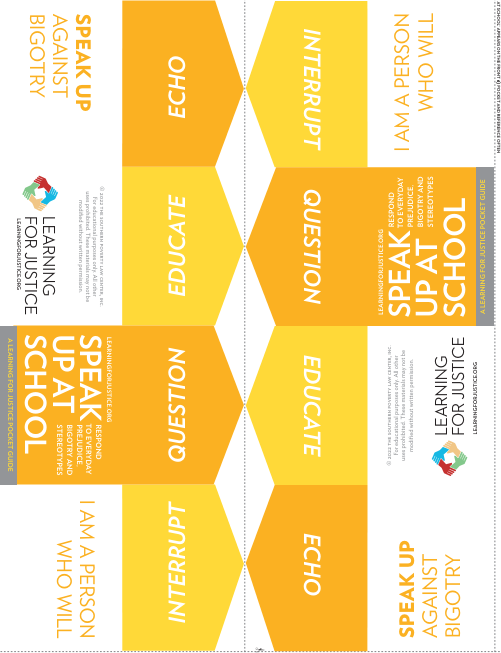 SPEAK UP
AGAINST
BIGOTRY
ECHO
LEARNING
FOR JUSTICE
LEARNINGFORJUSTICE.ORG
© 2022 THE SOUTHERN POVERTY LAW CENTER, INC.
For educational purposes only. All other
uses prohibited. These materials may not be
modified without written permission.
EDUCATE
LEARNINGFORJUSTICE.ORG
SPEAK
UP AT
SCHOOL
RESPOND
TO EVERYDAY
PREJUDICE,
BIGOTRY AND
STEREOTYPES
A LEARNING FOR JUSTICE POCKET GUIDE
QUESTION
I AM A PERSON
WHO WILL
INTERRUPT
I AM A PERSON
WHO WILL
INTERRUPT
A LEARNING FOR JUSTICE POCKET GUIDE
RESPOND
TO EVERYDAY
PREJUDICE,
BIGOTRY AND
STEREOTYPES
SPEAK
UP AT
SCHOOL
LEARNINGFORJUSTICE.ORG
QUESTION
LEARNING
FOR JUSTICE
LEARNINGFORJUSTICE.ORG
© 2022 THE SOUTHERN POVERTY LAW CENTER, INC.
For educational purposes only. All other
uses prohibited. These materials may not be
modified without written permission.
EDUCATE
SPEAK UP
AGAINST
BIGOTRY
ECHO